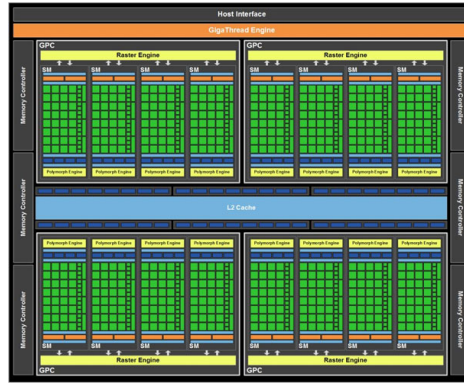 Host Interface
GigaThread Engine
GPC
GPC
Raster Engine
Raster Engine
SM SM SM SM
SM SM SM SM
Polymorph Engine Polymorph Engine Polymorph Engine Polymorph Engine
Polymorph Engine Polymorph Engine Polymorph Engine Polymorph Engine
Memory Controller
Memory Controller
Memory Controller
Memory Controller
Memory Controller
Memory Controller
L2 Cache
Polymorph Engine Polymorph Engine Polymorph Engine Polymorph Engine
Polymorph Engine Polymorph Engine Polymorph Engine Polymorph Engine
SM SM SM SM
SM SM SM SM
Raster Engine
Raster Engine
GPC
GPC